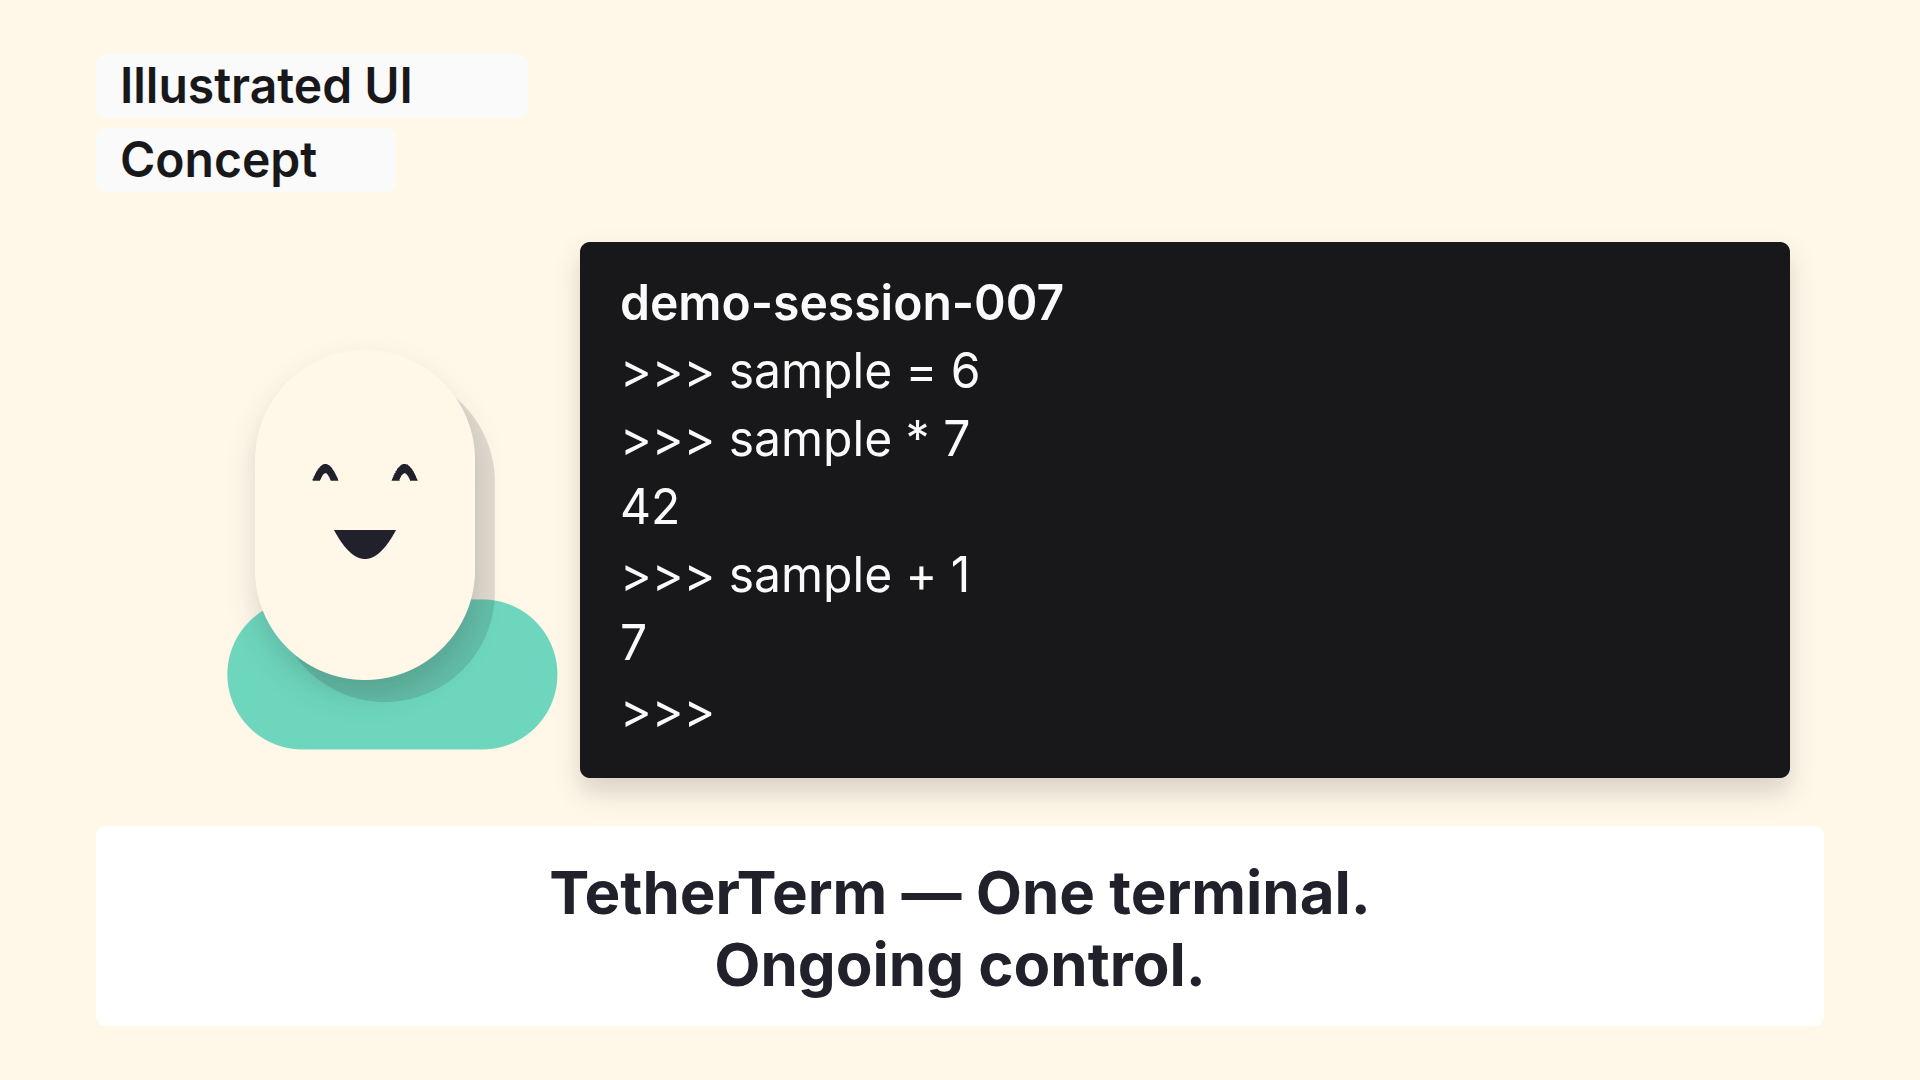 Illustrated UI
Concept
demo-session-007
>>> sample = 6
>>> sample * 7
42
>>> sample + 1
7
>>>
TetherTerm — One terminal.
Ongoing control.